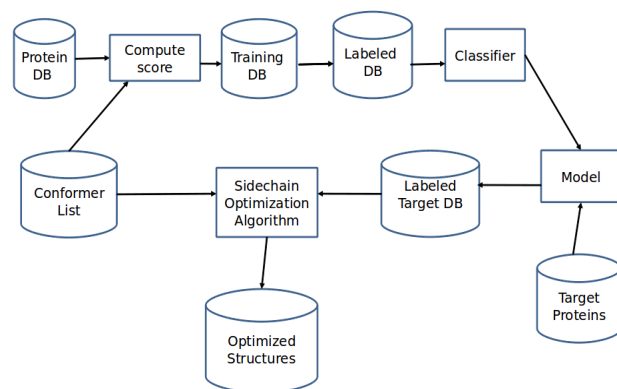 Protein
DB
Compute
score
Training
DB
Labeled
DB
Classifier
Conformer
List
Sidechain
Optimization
Algorithm
Labeled
Target DB
Model
Optimized
Structures
Target
Proteins